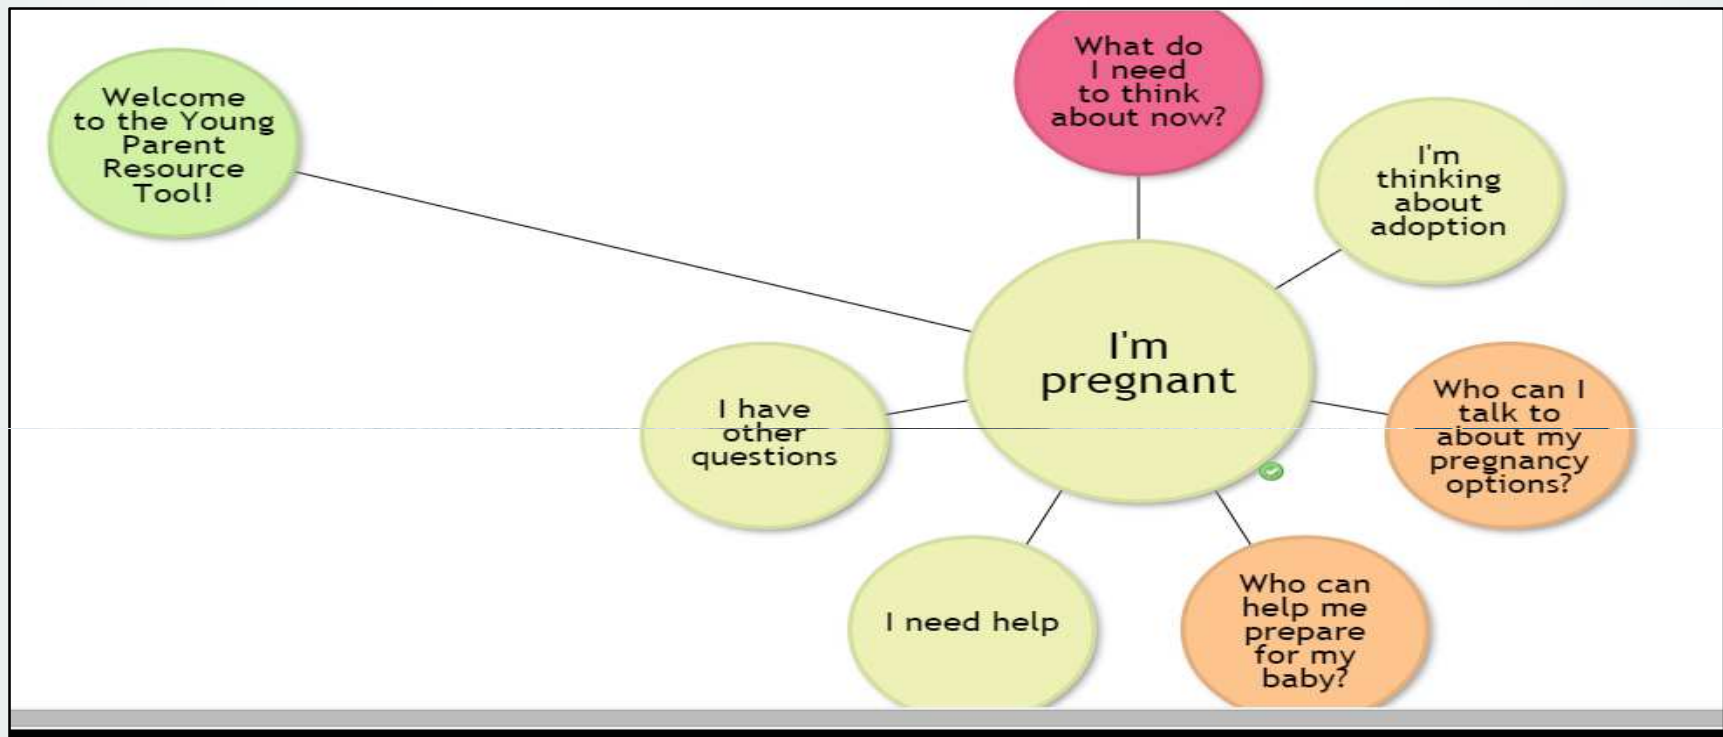 Welcome
to the Young
Parent
Resource
Tool!
What do
I need
to think
about now?
I'm
thinking
about
adoption
I'm
pregnant
Who can I
talk to
about my
pregnancy
options?
I have
other
questions
I need help
Who can
help me
prepare
for my
baby?